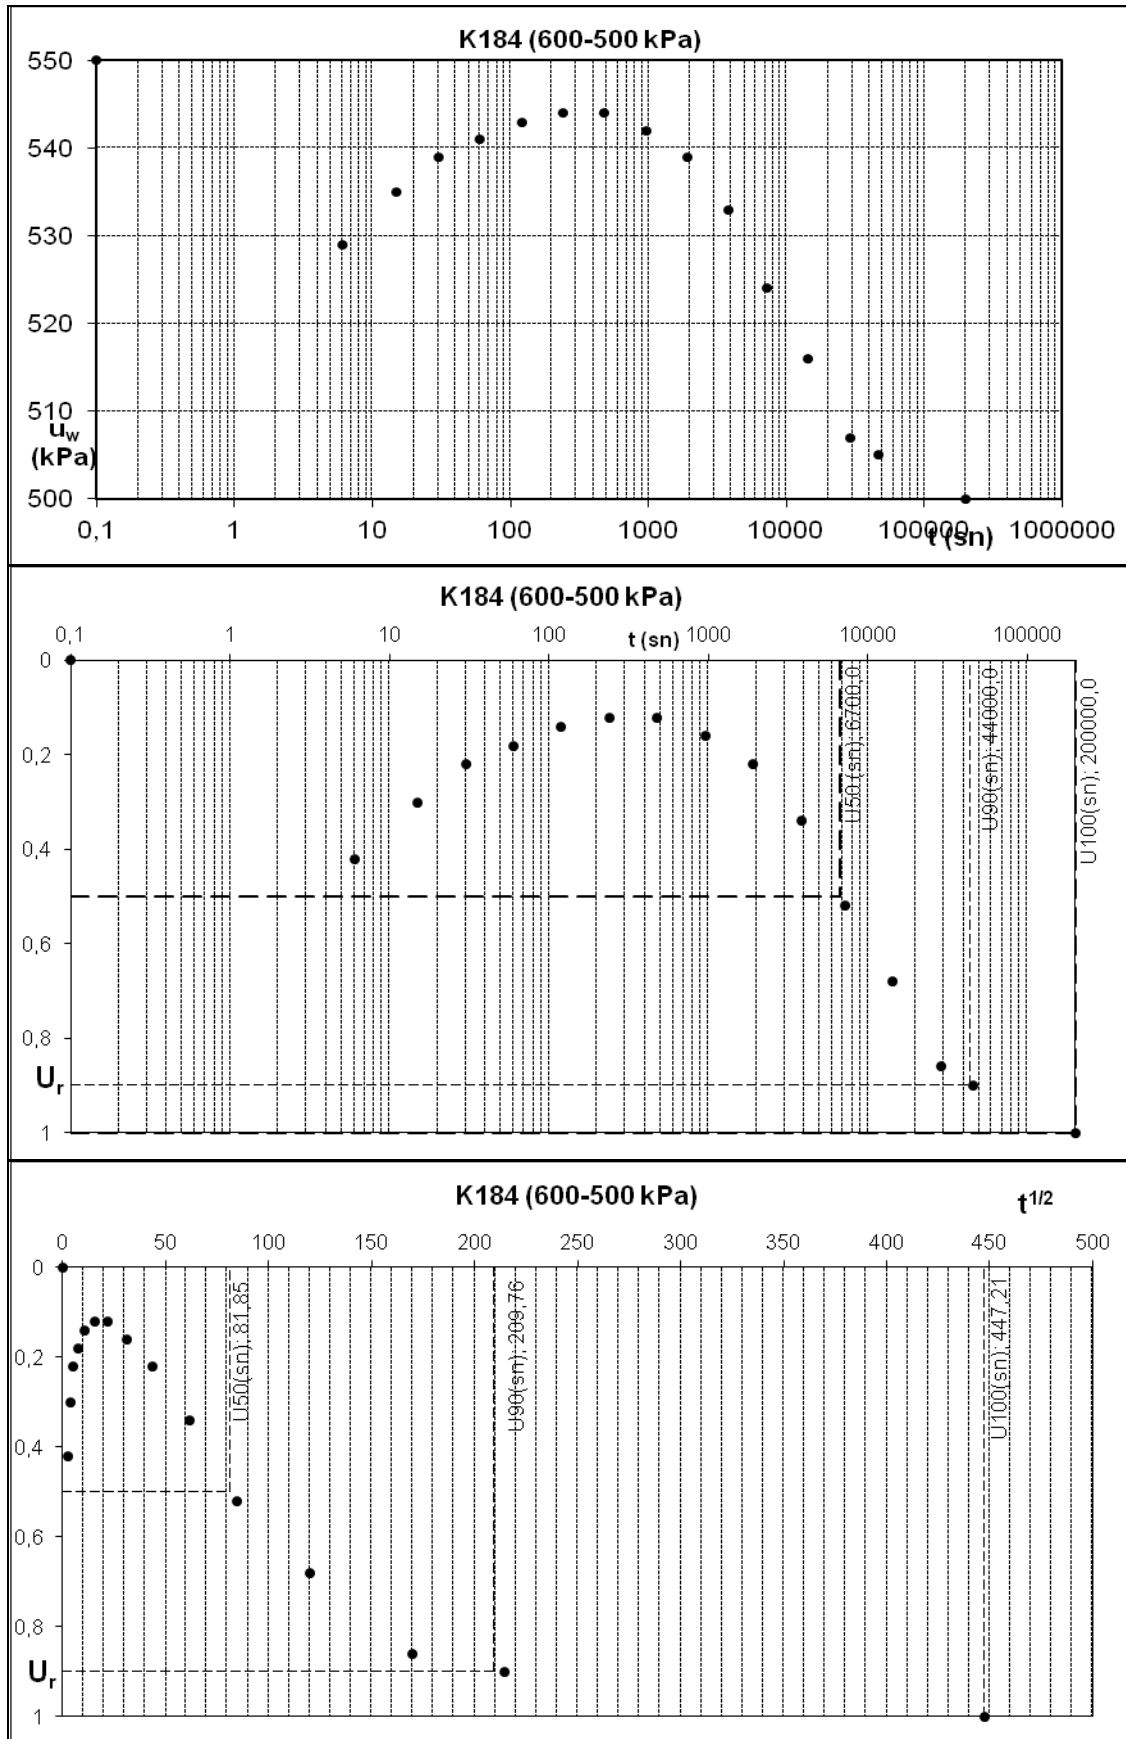 K184 (600-500 kPa)
550
540
530
520
510
uw
(kPa)
500
0,1 1 10 100 1000 10000 100000 1000000
t (sn)
K184 (600-500 kPa)
0,1 1 10 100 t (sn) 1000 10000 100000
0
0,2
0,4
0,6
0,8
Ur
1
U50 (sn); 6700,0
U90(sn); 44000,0
U100(sn); 200000,0
K184 (600-500 kPa)
t1/2
0 50 100 150 200 250 300 350 400 450 500
0
0,2
0,4
0,6
0,8
Ur
1
U50(sn); 81,85
U90(sn); 209,76
U100(sn); 447,21